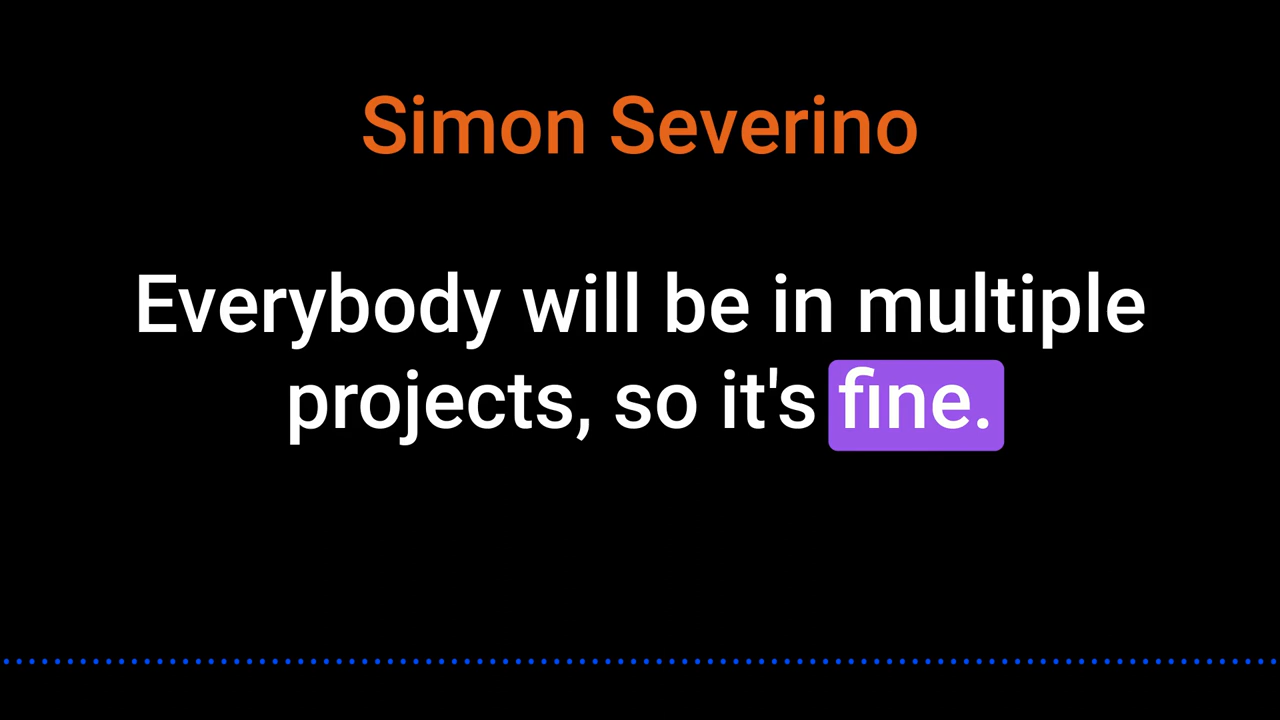 Simon Severino
Everybody will be in multiple
projects, so it's fine.